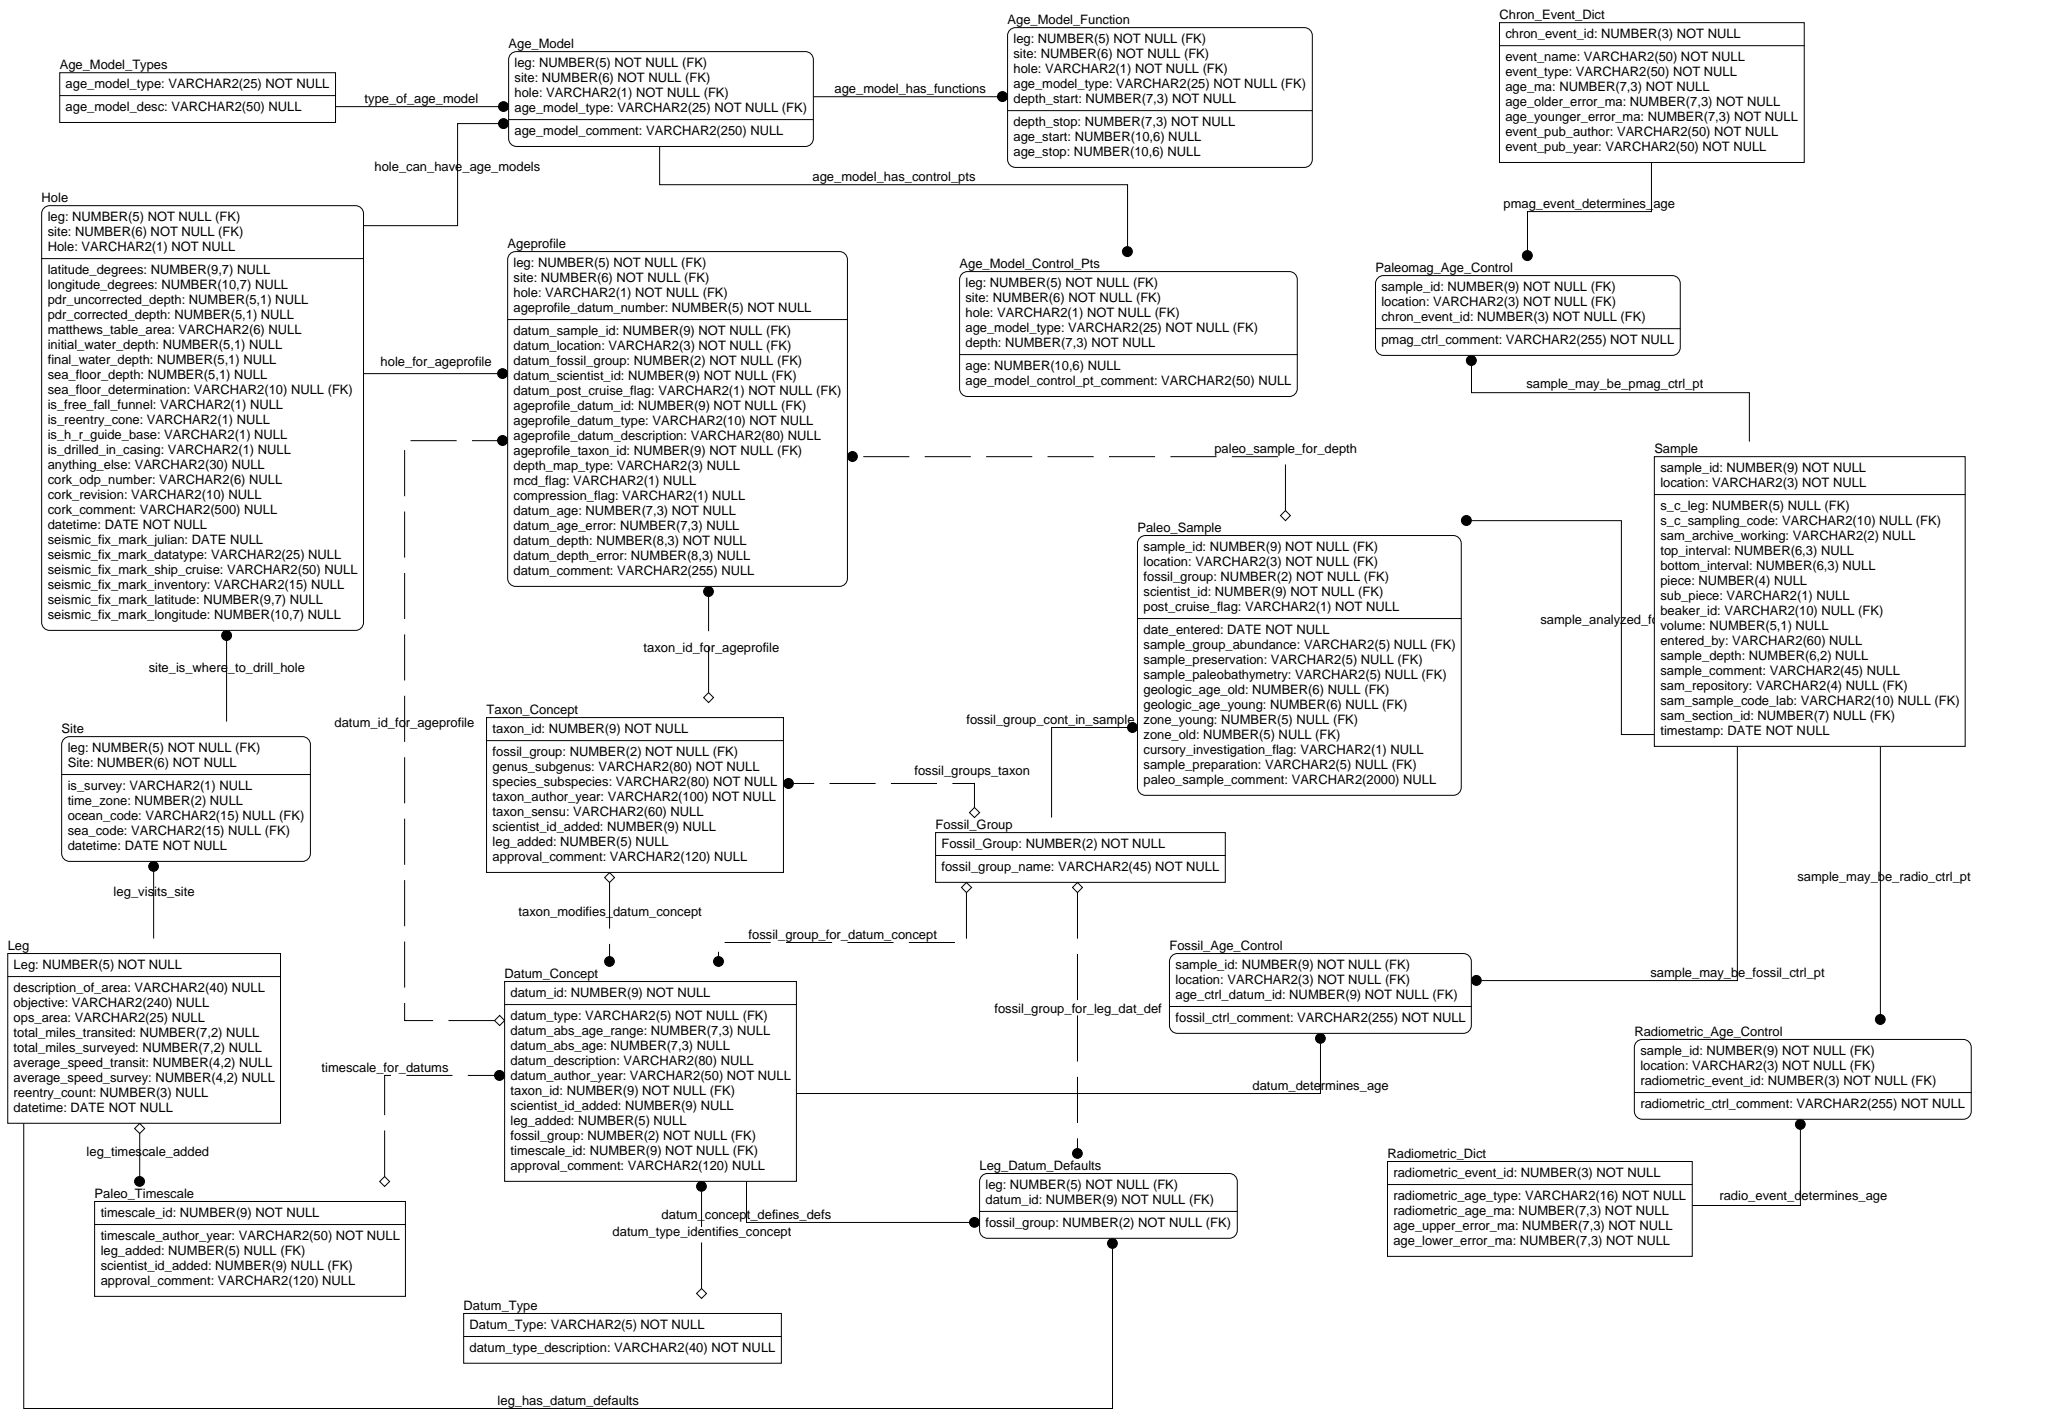 Age_Model_Types
age_model_type: VARCHAR2(25) NOT NULL
age_model_desc: VARCHAR2(50) NULL
type_of_age_model
Age_Model
leg: NUMBER(5) NOT NULL (FK)
site: NUMBER(6) NOT NULL (FK)
hole: VARCHAR2(1) NOT NULL (FK)
age_model_type: VARCHAR2(25) NOT NULL (FK)
age_model_comment: VARCHAR2(250) NULL
age_model_has_functions
Age_Model_Function
leg: NUMBER(5) NOT NULL (FK)
site: NUMBER(6) NOT NULL (FK)
hole: VARCHAR2(1) NOT NULL (FK)
age_model_type: VARCHAR2(25) NOT NULL (FK)
depth_start: NUMBER(7,3) NOT NULL
depth_stop: NUMBER(7,3) NOT NULL
age_start: NUMBER(10,6) NULL
age_stop: NUMBER(10,6) NULL
Chron_Event_Dict
chron_event_id: NUMBER(3) NOT NULL
event_name: VARCHAR2(50) NOT NULL
event_type: VARCHAR2(50) NOT NULL
age_ma: NUMBER(7,3) NOT NULL
age_older_error_ma: NUMBER(7,3) NOT NULL
age_younger_error_ma: NUMBER(7,3) NOT NULL
event_pub_author: VARCHAR2(50) NOT NULL
event_pub_year: VARCHAR2(50) NOT NULL
hole_can_have_age_models
age_model_has_control_pts
pmag_event_determines_age
Hole
leg: NUMBER(5) NOT NULL (FK)
site: NUMBER(6) NOT NULL (FK)
Hole: VARCHAR2(1) NOT NULL
latitude_degrees: NUMBER(9,7) NULL
longitude_degrees: NUMBER(10,7) NULL
pdr_uncorrected_depth: NUMBER(5,1) NULL
pdr_corrected_depth: NUMBER(5,1) NULL
matthews_table_area: VARCHAR2(6) NULL
initial_water_depth: NUMBER(5,1) NULL
final_water_depth: NUMBER(5,1) NULL
sea_floor_depth: NUMBER(5,1) NULL
sea_floor_determination: VARCHAR2(10) NULL (FK)
is_free_fall_funnel: VARCHAR2(1) NULL
is_reentry_cone: VARCHAR2(1) NULL
is_h_r_guide_base: VARCHAR2(1) NULL
is_drilled_in_casing: VARCHAR2(1) NULL
anything_else: VARCHAR2(30) NULL
cork_odp_number: VARCHAR2(6) NULL
cork_revision: VARCHAR2(10) NULL
cork_comment: VARCHAR2(500) NULL
datetime: DATE NOT NULL
seismic_fix_mark_julian: DATE NULL
seismic_fix_mark_datatype: VARCHAR2(25) NULL
seismic_fix_mark_ship_cruise: VARCHAR2(50) NULL
seismic_fix_mark_inventory: VARCHAR2(15) NULL
seismic_fix_mark_latitude: NUMBER(9,7) NULL
seismic_fix_mark_longitude: NUMBER(10,7) NULL
hole_for_ageprofile
Ageprofile
leg: NUMBER(5) NOT NULL (FK)
site: NUMBER(6) NOT NULL (FK)
hole: VARCHAR2(1) NOT NULL (FK)
ageprofile_datum_number: NUMBER(5) NOT NULL
datum_sample_id: NUMBER(9) NOT NULL (FK)
datum_location: VARCHAR2(3) NOT NULL (FK)
datum_fossil_group: NUMBER(2) NOT NULL (FK)
datum_scientist_id: NUMBER(9) NOT NULL (FK)
datum_post_cruise_flag: VARCHAR2(1) NOT NULL (FK)
ageprofile_datum_id: NUMBER(9) NOT NULL (FK)
ageprofile_datum_type: VARCHAR2(10) NOT NULL
ageprofile_datum_description: VARCHAR2(80) NULL
ageprofile_taxon_id: NUMBER(9) NOT NULL (FK)
depth_map_type: VARCHAR2(3) NULL
mcd_flag: VARCHAR2(1) NULL
compression_flag: VARCHAR2(1) NULL
datum_age: NUMBER(7,3) NOT NULL
datum_age_error: NUMBER(7,3) NULL
datum_depth: NUMBER(8,3) NOT NULL
datum_depth_error: NUMBER(8,3) NULL
datum_comment: VARCHAR2(255) NULL
Age_Model_Control_Pts
leg: NUMBER(5) NOT NULL (FK)
site: NUMBER(6) NOT NULL (FK)
hole: VARCHAR2(1) NOT NULL (FK)
age_model_type: VARCHAR2(25) NOT NULL (FK)
depth: NUMBER(7,3) NOT NULL
age: NUMBER(10,6) NULL
age_model_control_pt_comment: VARCHAR2(50) NULL
Paleomag_Age_Control
sample_id: NUMBER(9) NOT NULL (FK)
location: VARCHAR2(3) NOT NULL (FK)
chron_event_id: NUMBER(3) NOT NULL (FK)
pmag_ctrl_comment: VARCHAR2(255) NOT NULL
sample_may_be_pmag_ctrl_pt
paleo_sample_for_depth
Paleo_Sample
sample_id: NUMBER(9) NOT NULL (FK)
location: VARCHAR2(3) NOT NULL (FK)
fossil_group: NUMBER(2) NOT NULL (FK)
scientist_id: NUMBER(9) NOT NULL (FK)
post_cruise_flag: VARCHAR2(1) NOT NULL
date_entered: DATE NOT NULL
sample_group_abundance: VARCHAR2(5) NULL (FK)
sample_preservation: VARCHAR2(5) NULL (FK)
sample_paleobathymetry: VARCHAR2(5) NULL (FK)
geologic_age_old: NUMBER(6) NULL (FK)
geologic_age_young: NUMBER(6) NULL (FK)
zone_young: NUMBER(5) NULL (FK)
zone_old: NUMBER(5) NULL (FK)
cursory_investigation_flag: VARCHAR2(1) NULL
sample_preparation: VARCHAR2(5) NULL (FK)
paleo_sample_comment: VARCHAR2(2000) NULL
sample_analyzed_fo
Sample
sample_id: NUMBER(9) NOT NULL
location: VARCHAR2(3) NOT NULL
s_c_leg: NUMBER(5) NULL (FK)
s_c_sampling_code: VARCHAR2(10) NULL (FK)
sam_archive_working: VARCHAR2(2) NULL
top_interval: NUMBER(6,3) NULL
bottom_interval: NUMBER(6,3) NULL
piece: NUMBER(4) NULL
sub_piece: VARCHAR2(1) NULL
beaker_id: VARCHAR2(10) NULL (FK)
volume: NUMBER(5,1) NULL
entered_by: VARCHAR2(60) NULL
sample_depth: NUMBER(6,2) NULL
sample_comment: VARCHAR2(45) NULL
sam_repository: VARCHAR2(4) NULL (FK)
sam_sample_code_lab: VARCHAR2(10) NULL (FK)
sam_section_id: NUMBER(7) NULL (FK)
timestamp: DATE NOT NULL
site_is_where_to_drill_hole
taxon_id_for_ageprofile
datum_id_for_ageprofile
Site
leg: NUMBER(5) NOT NULL (FK)
Site: NUMBER(6) NOT NULL
is_survey: VARCHAR2(1) NULL
time_zone: NUMBER(2) NULL
ocean_code: VARCHAR2(15) NULL (FK)
sea_code: VARCHAR2(15) NULL (FK)
datetime: DATE NOT NULL
Taxon_Concept
taxon_id: NUMBER(9) NOT NULL
fossil_group: NUMBER(2) NOT NULL (FK)
genus_subgenus: VARCHAR2(80) NOT NULL
species_subspecies: VARCHAR2(80) NOT NULL
taxon_author_year: VARCHAR2(100) NOT NULL
taxon_sensu: VARCHAR2(60) NULL
scientist_id_added: NUMBER(9) NULL
leg_added: NUMBER(5) NULL
approval_comment: VARCHAR2(120) NULL
fossil_group_cont_in_sample
fossil_groups_taxon
Fossil_Group
Fossil_Group: NUMBER(2) NOT NULL
fossil_group_name: VARCHAR2(45) NOT NULL
leg_visits_site
taxon_modifies_datum_concept
fossil_group_for_datum_concept
sample_may_be_radio_ctrl_pt
sample_may_be_fossil_ctrl_pt
Leg
Leg: NUMBER(5) NOT NULL
description_of_area: VARCHAR2(40) NULL
objective: VARCHAR2(240) NULL
ops_area: VARCHAR2(25) NULL
total_miles_transited: NUMBER(7,2) NULL
total_miles_surveyed: NUMBER(7,2) NULL
average_speed_transit: NUMBER(4,2) NULL
average_speed_survey: NUMBER(4,2) NULL
reentry_count: NUMBER(3) NULL
datetime: DATE NOT NULL
Datum_Concept
datum_id: NUMBER(9) NOT NULL
datum_type: VARCHAR2(5) NOT NULL (FK)
datum_abs_age_range: NUMBER(7,3) NULL
datum_abs_age: NUMBER(7,3) NULL
datum_description: VARCHAR2(80) NULL
datum_author_year: VARCHAR2(50) NOT NULL
taxon_id: NUMBER(9) NOT NULL (FK)
scientist_id_added: NUMBER(9) NULL
leg_added: NUMBER(5) NULL
fossil_group: NUMBER(2) NOT NULL (FK)
timescale_id: NUMBER(9) NOT NULL (FK)
approval_comment: VARCHAR2(120) NULL
timescale_for_datums
fossil_group_for_leg_dat_def
Fossil_Age_Control
sample_id: NUMBER(9) NOT NULL (FK)
location: VARCHAR2(3) NOT NULL (FK)
age_ctrl_datum_id: NUMBER(9) NOT NULL (FK)
fossil_ctrl_comment: VARCHAR2(255) NOT NULL
datum_determines_age
Radiometric_Age_Control
sample_id: NUMBER(9) NOT NULL (FK)
location: VARCHAR2(3) NOT NULL (FK)
radiometric_event_id: NUMBER(3) NOT NULL (FK)
radiometric_ctrl_comment: VARCHAR2(255) NOT NULL
leg_timescale_added
Paleo_Timescale
timescale_id: NUMBER(9) NOT NULL
timescale_author_year: VARCHAR2(50) NOT NULL
leg_added: NUMBER(5) NULL (FK)
scientist_id_added: NUMBER(9) NULL (FK)
approval_comment: VARCHAR2(120) NULL
datum_concept_defines_defs
datum_type_identifies_concept
Leg_Datum_Defaults
leg: NUMBER(5) NOT NULL (FK)
datum_id: NUMBER(9) NOT NULL (FK)
fossil_group: NUMBER(2) NOT NULL (FK)
Radiometric_Dict
radiometric_event_id: NUMBER(3) NOT NULL
radiometric_age_type: VARCHAR2(16) NOT NULL
radiometric_age_ma: NUMBER(7,3) NOT NULL
age_upper_error_ma: NUMBER(7,3) NOT NULL
age_lower_error_ma: NUMBER(7,3) NOT NULL
radio_event_determines_age
Datum_Type
Datum_Type: VARCHAR2(5) NOT NULL
datum_type_description: VARCHAR2(40) NOT NULL
leg_has_datum_defaults